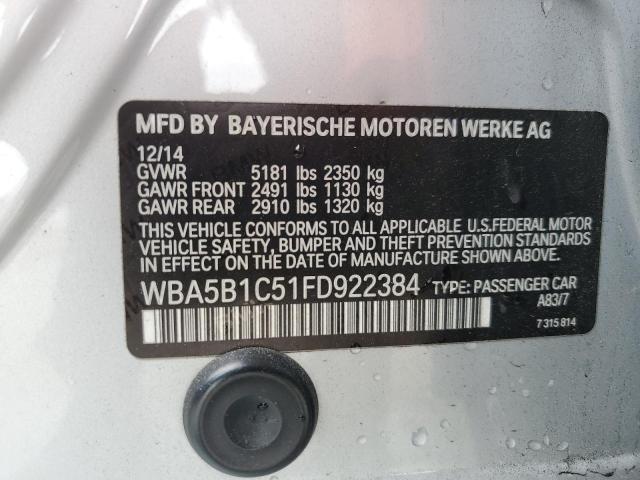 MFD BY BAYERISCHE MOTOREN WERKE AG
12/14
GVWR 5181 lbs 2350 kg
GAWR FRONT 2491 lbs 1130 kg
GAWR REAR 2910 lbs 1320 kg
THIS VEHICLE CONFORMS TO ALL APPLICABLE U.S.FEDERAL MOTOR
VEHICLE SAFETY, BUMPER AND THEFT PREVENTION STANDARDS
IN EFFECT ON THE DATE OF MANUFACTURE SHOWN ABOVE.
WBA5B1C51FD922384 TYPE: PASSENGER CAR
A83/7
7 315 814